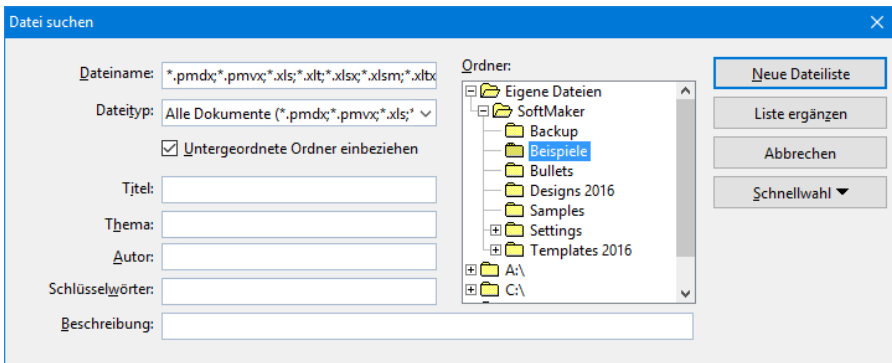 Datei suchen
Dateiname: *.pmdx;*.pmvx;*.xls;*.xlt;*.xlsx;*.xlsm;*.xltx
Dateityp: Alle Dokumente (*.pmdx;*.pmvx;*.xls;*
Untergeordnete Ordner einbeziehen
Titel:
Thema:
Autor:
Schlüsselwörter:
Beschreibung:
Ordner:
Eigene Dateien
SoftMaker
Backup
Beispiele
Bullets
Designs 2016
Samples
Settings
Templates 2016
A:\
C:\
Neue Dateiliste
Liste ergänzen
Abbrechen
Schnellwahl